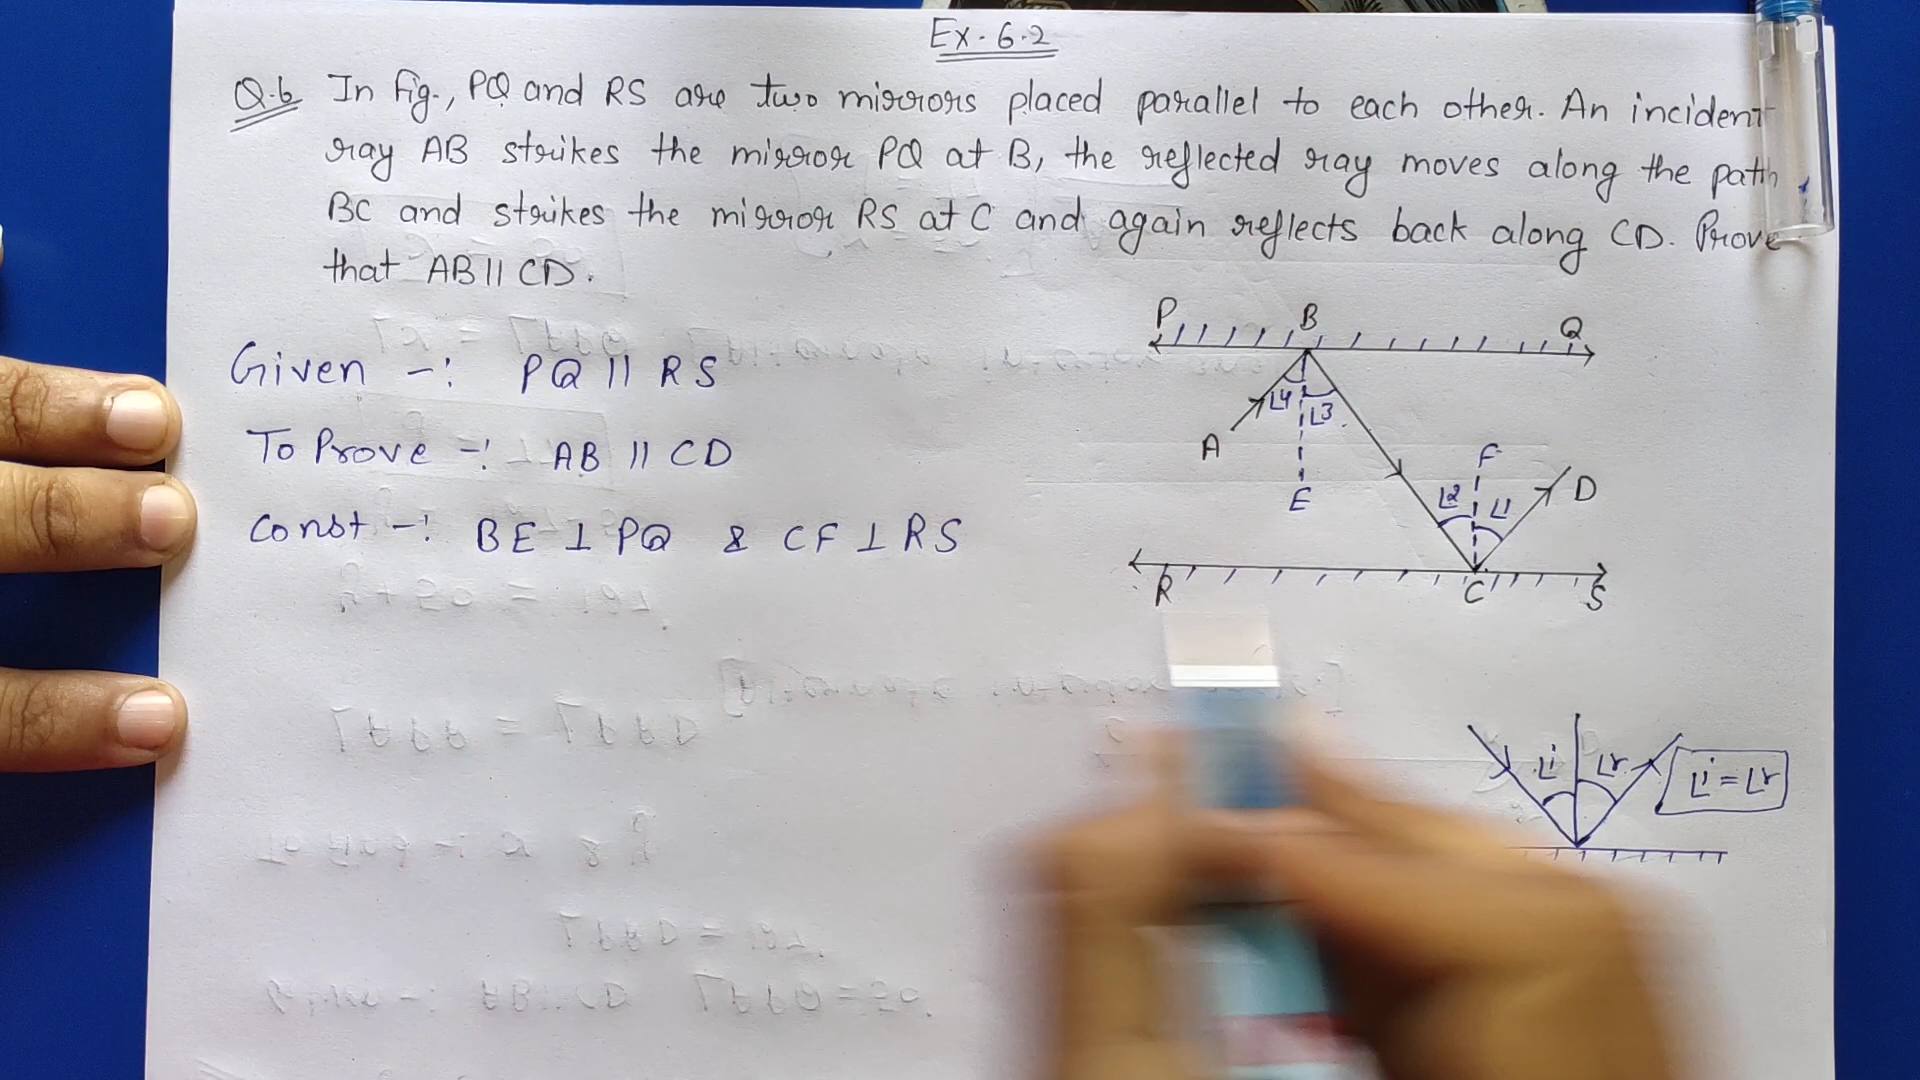 Ex. 6.2
Q.6 In fig., PQ and RS are two mirrors placed parallel to each other. An incident
ray AB strikes the mirror PQ at B, the reflected ray moves along the path
BC and strikes the mirror RS at C and again reflects back along CD. Prove
that AB || CD.
P B Q
Given -: PQ || RS
∠4 ∠3
To Prove -: AB || CD
A
F
E ∠2 ∠1 D
Const -: BE ⊥ PQ & CF ⊥ RS
R C S
∠i ∠r ∠i = ∠r